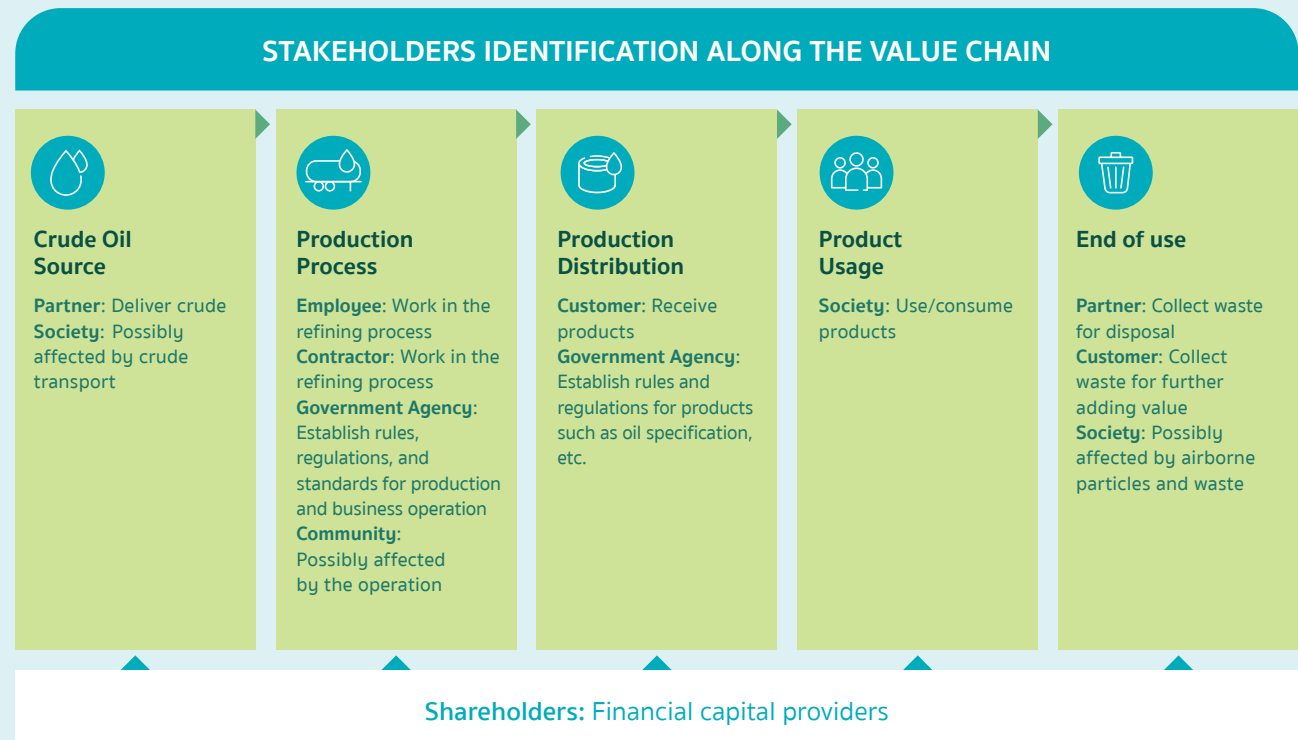 STAKEHOLDERS IDENTIFICATION ALONG THE VALUE CHAIN
Crude Oil
Source
Partner: Deliver crude
Society: Possibly
affected by crude
transport
Production
Process
Employee: Work in the
refining process
Contractor: Work in the
refining process
Government Agency:
Establish rules,
regulations, and
standards for production
and business operation
Community:
Possibly affected
by the operation
Production
Distribution
Customer: Receive
products
Government Agency:
Establish rules and
regulations for products
such as oil specification,
etc.
Product
Usage
Society: Use/consume
products
End of use
Partner: Collect waste
for disposal
Customer: Collect
waste for further
adding value
Society: Possibly
affected by airborne
particles and waste
Shareholders: Financial capital providers